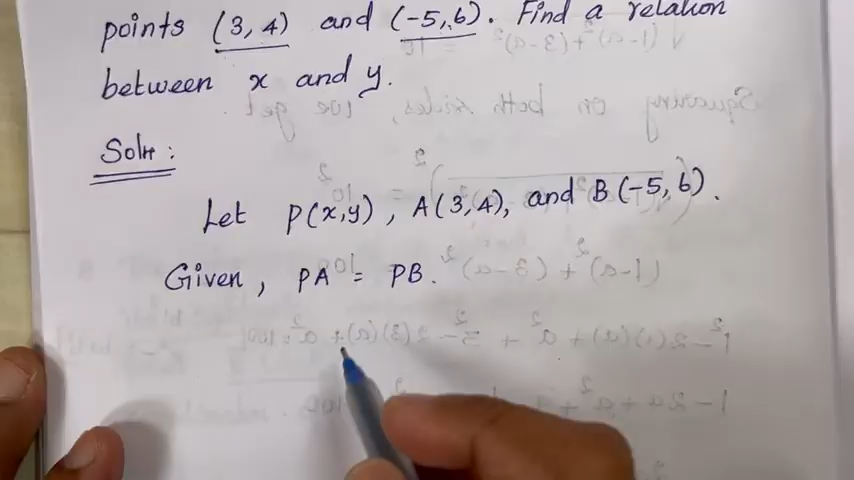 points (3, 4) and (-5, 6). Find a relation
between x and y.
Soln :
Let P(x,y), A(3,4), and B(-5, 6).
Given, PA = PB.